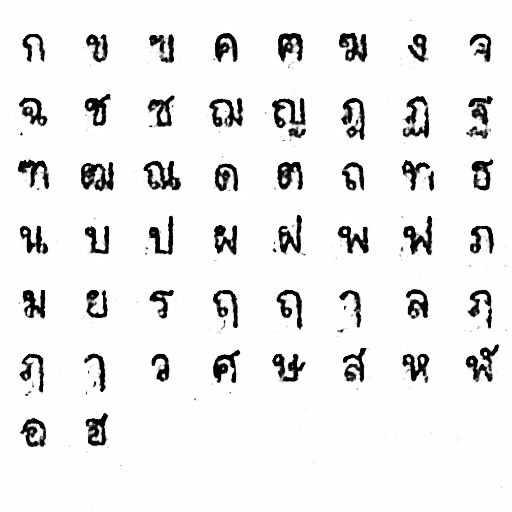 ก ข ฃ ค ฅ ฆ ง จ
ฉ ช ซ ฌ ญ ฎ ฏ ฐ
ฑ ฒ ณ ด ต ถ ท ธ
น บ ป ผ ฝ พ ฟ ภ
ม ย ร ฤ ฤ ๅ ล ภุ
ฦ ๅ ว ศ ษ ส ห ฬ
อ ฮ